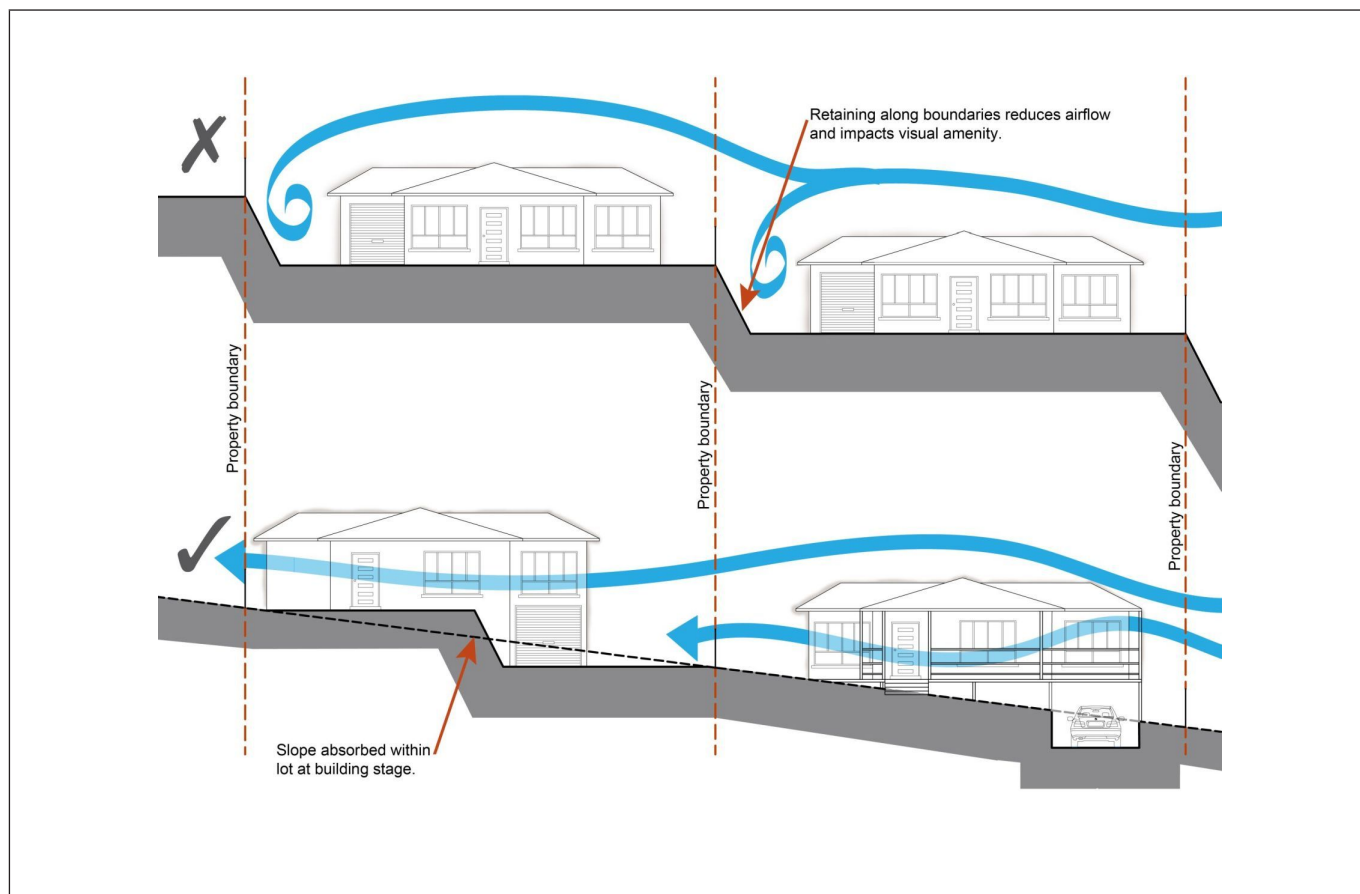 Retaining along boundaries reduces airflow
and impacts visual amenity.
Property boundary
Property boundary
Property boundary
Slope absorbed within
lot at building stage.